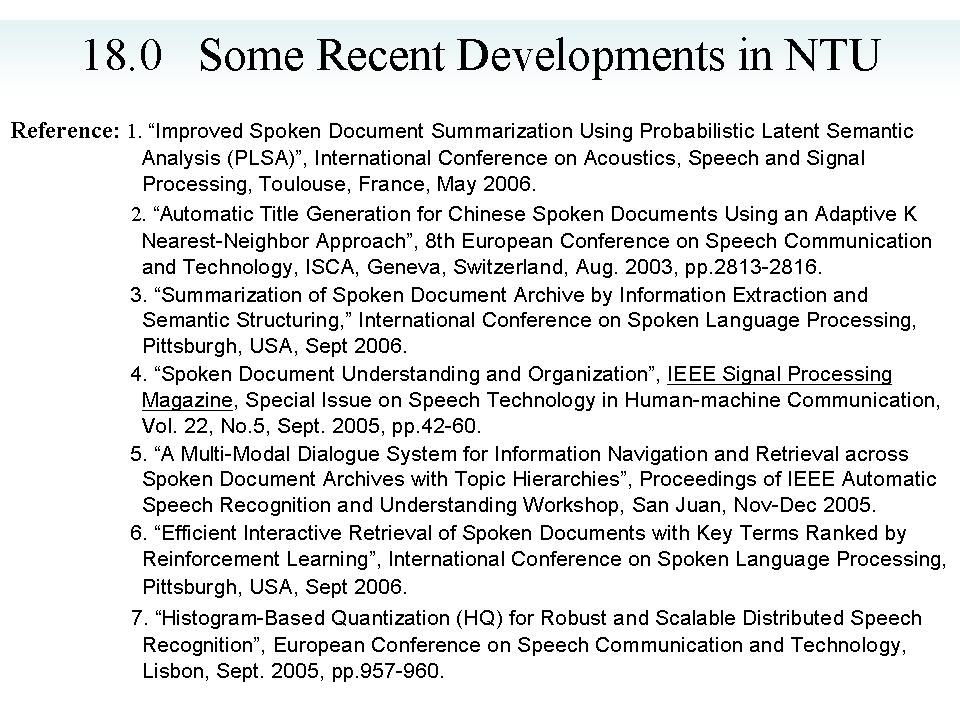 18.0 Some Recent Developments in NTU
Reference: 1. “Improved Spoken Document Summarization Using Probabilistic Latent Semantic
Analysis (PLSA)”, International Conference on Acoustics, Speech and Signal
Processing, Toulouse, France, May 2006.
2. “Automatic Title Generation for Chinese Spoken Documents Using an Adaptive K
Nearest-Neighbor Approach”, 8th European Conference on Speech Communication
and Technology, ISCA, Geneva, Switzerland, Aug. 2003, pp.2813-2816.
3. “Summarization of Spoken Document Archive by Information Extraction and
Semantic Structuring,” International Conference on Spoken Language Processing,
Pittsburgh, USA, Sept 2006.
4. “Spoken Document Understanding and Organization”, IEEE Signal Processing
Magazine, Special Issue on Speech Technology in Human-machine Communication,
Vol. 22, No.5, Sept. 2005, pp.42-60.
5. “A Multi-Modal Dialogue System for Information Navigation and Retrieval across
Spoken Document Archives with Topic Hierarchies”, Proceedings of IEEE Automatic
Speech Recognition and Understanding Workshop, San Juan, Nov-Dec 2005.
6. “Efficient Interactive Retrieval of Spoken Documents with Key Terms Ranked by
Reinforcement Learning”, International Conference on Spoken Language Processing,
Pittsburgh, USA, Sept 2006.
7. “Histogram-Based Quantization (HQ) for Robust and Scalable Distributed Speech
Recognition”, European Conference on Speech Communication and Technology,
Lisbon, Sept. 2005, pp.957-960.